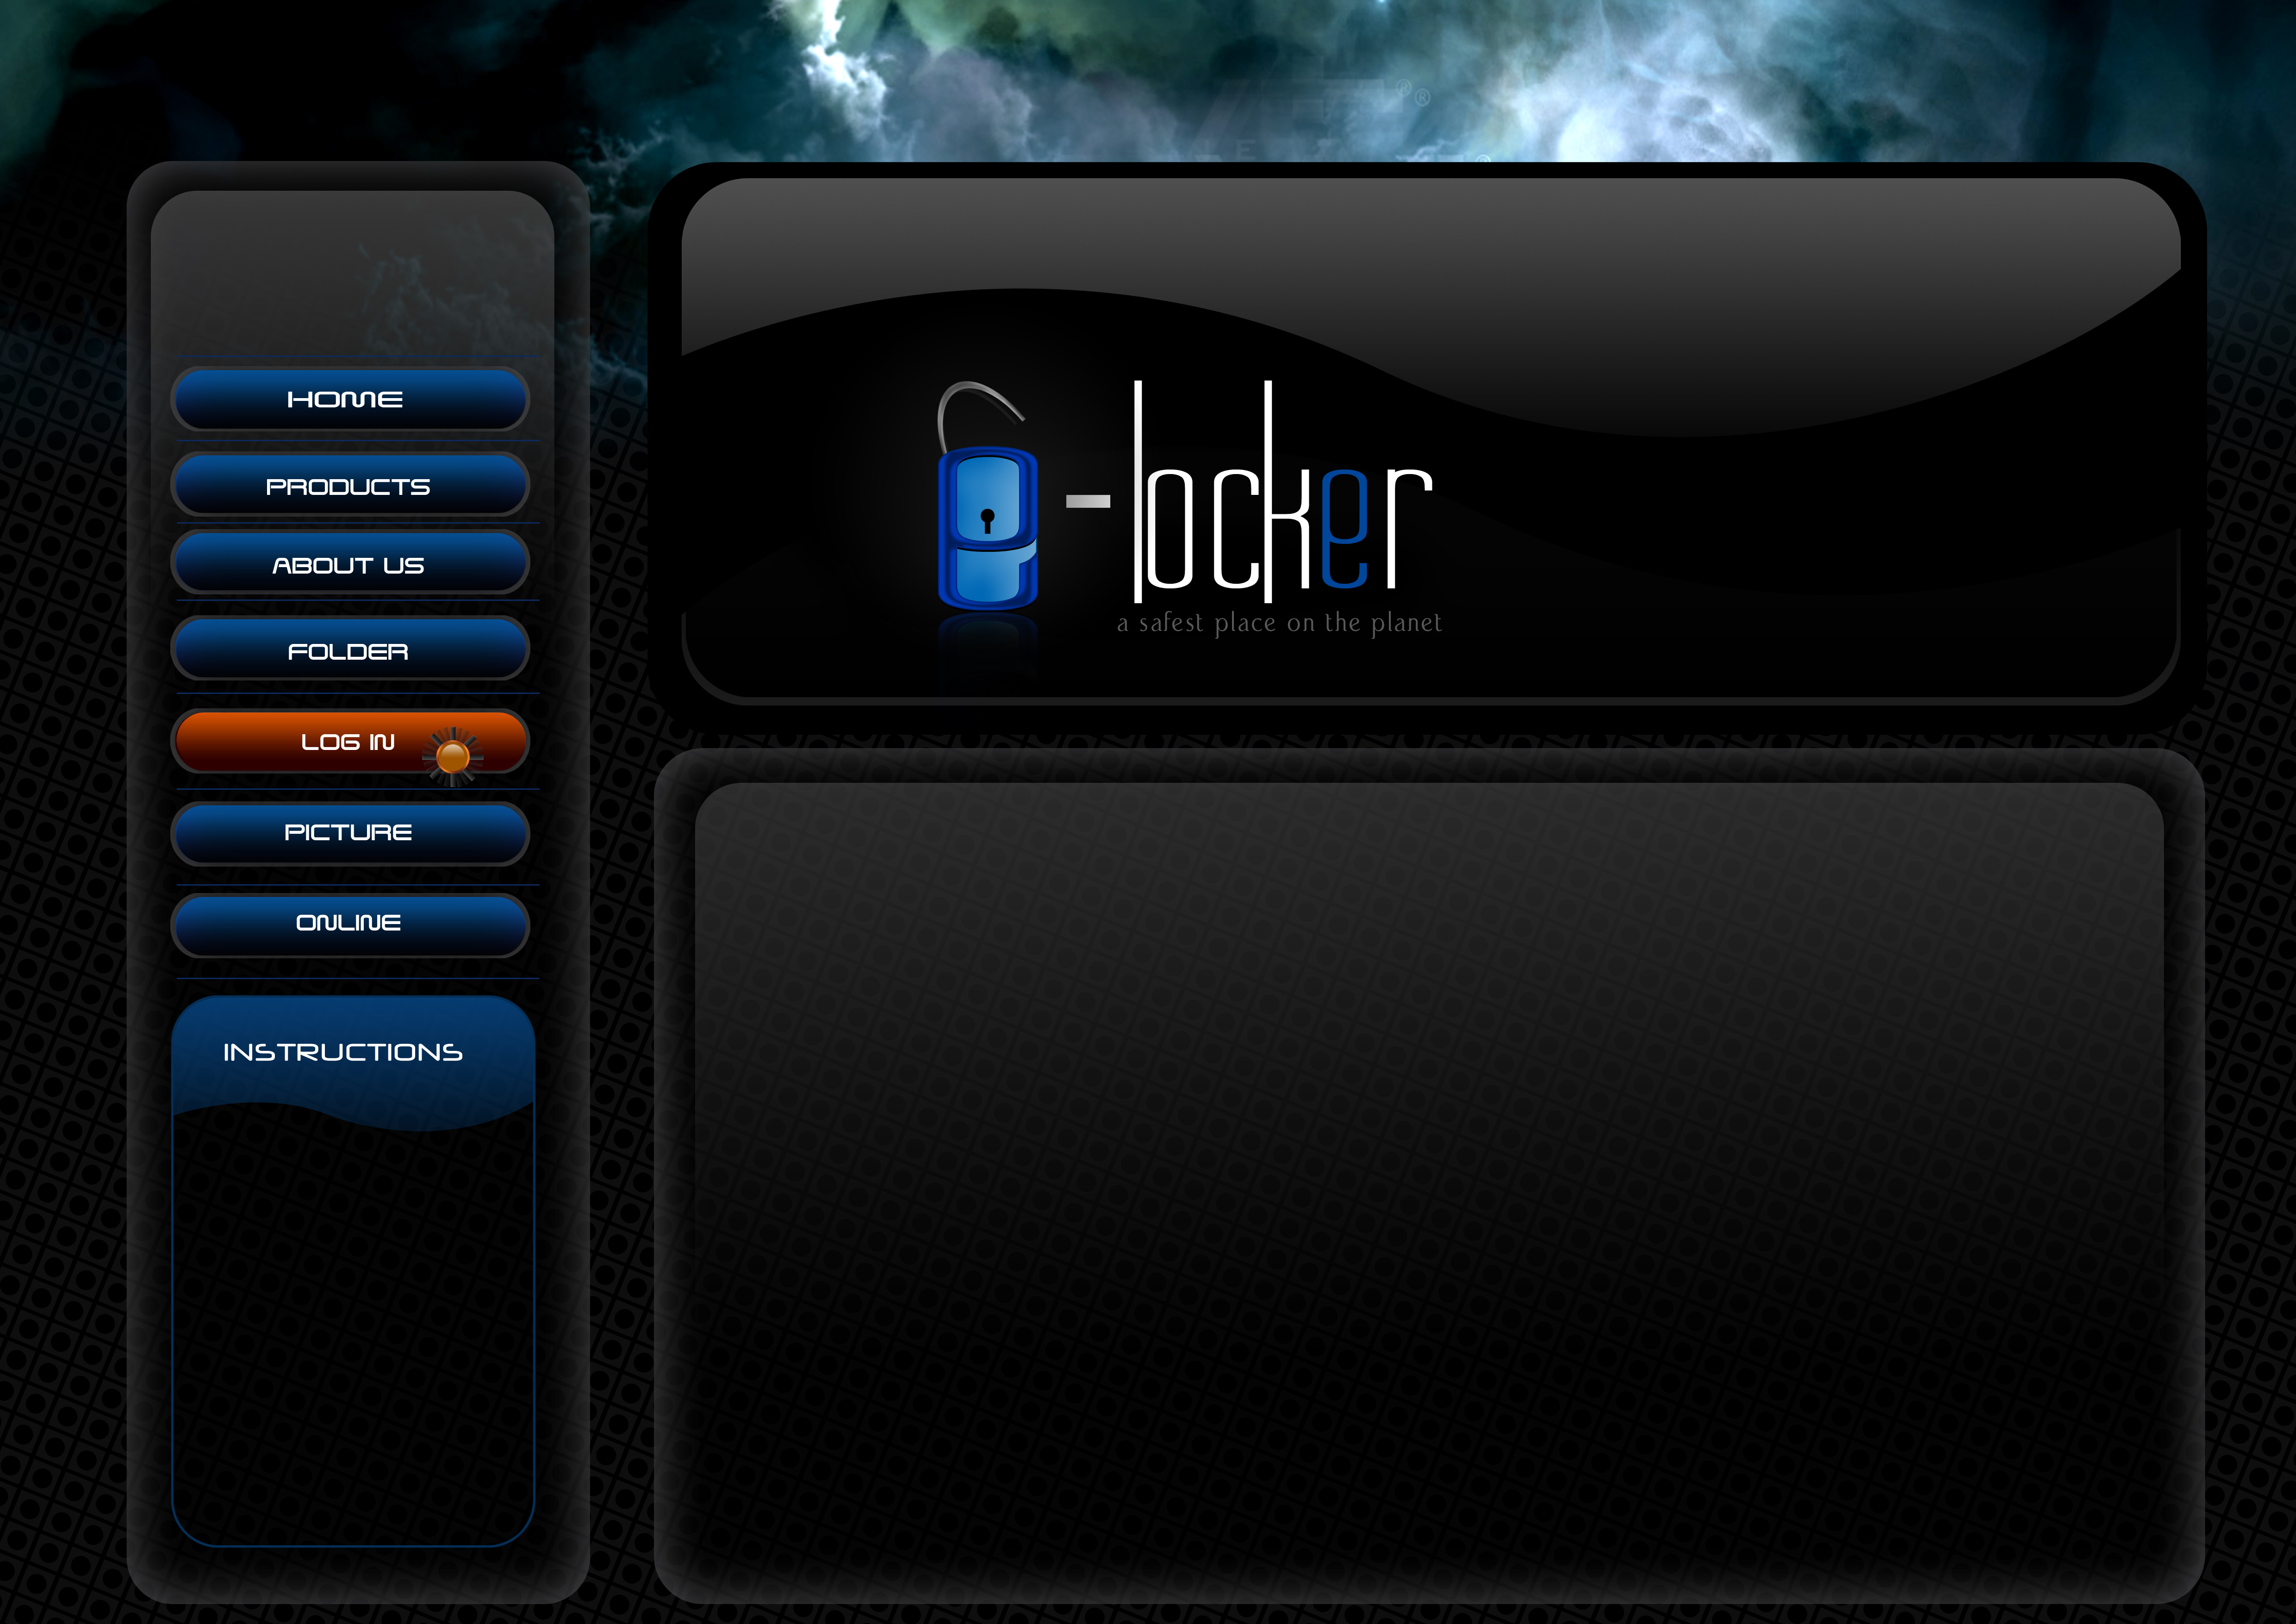 HOME
PRODUCTS
ABOUT US
FOLDER
LOG IN
PICTURE
ONLINE
INSTRUCTIONS
e-locker
a safest place on the planet